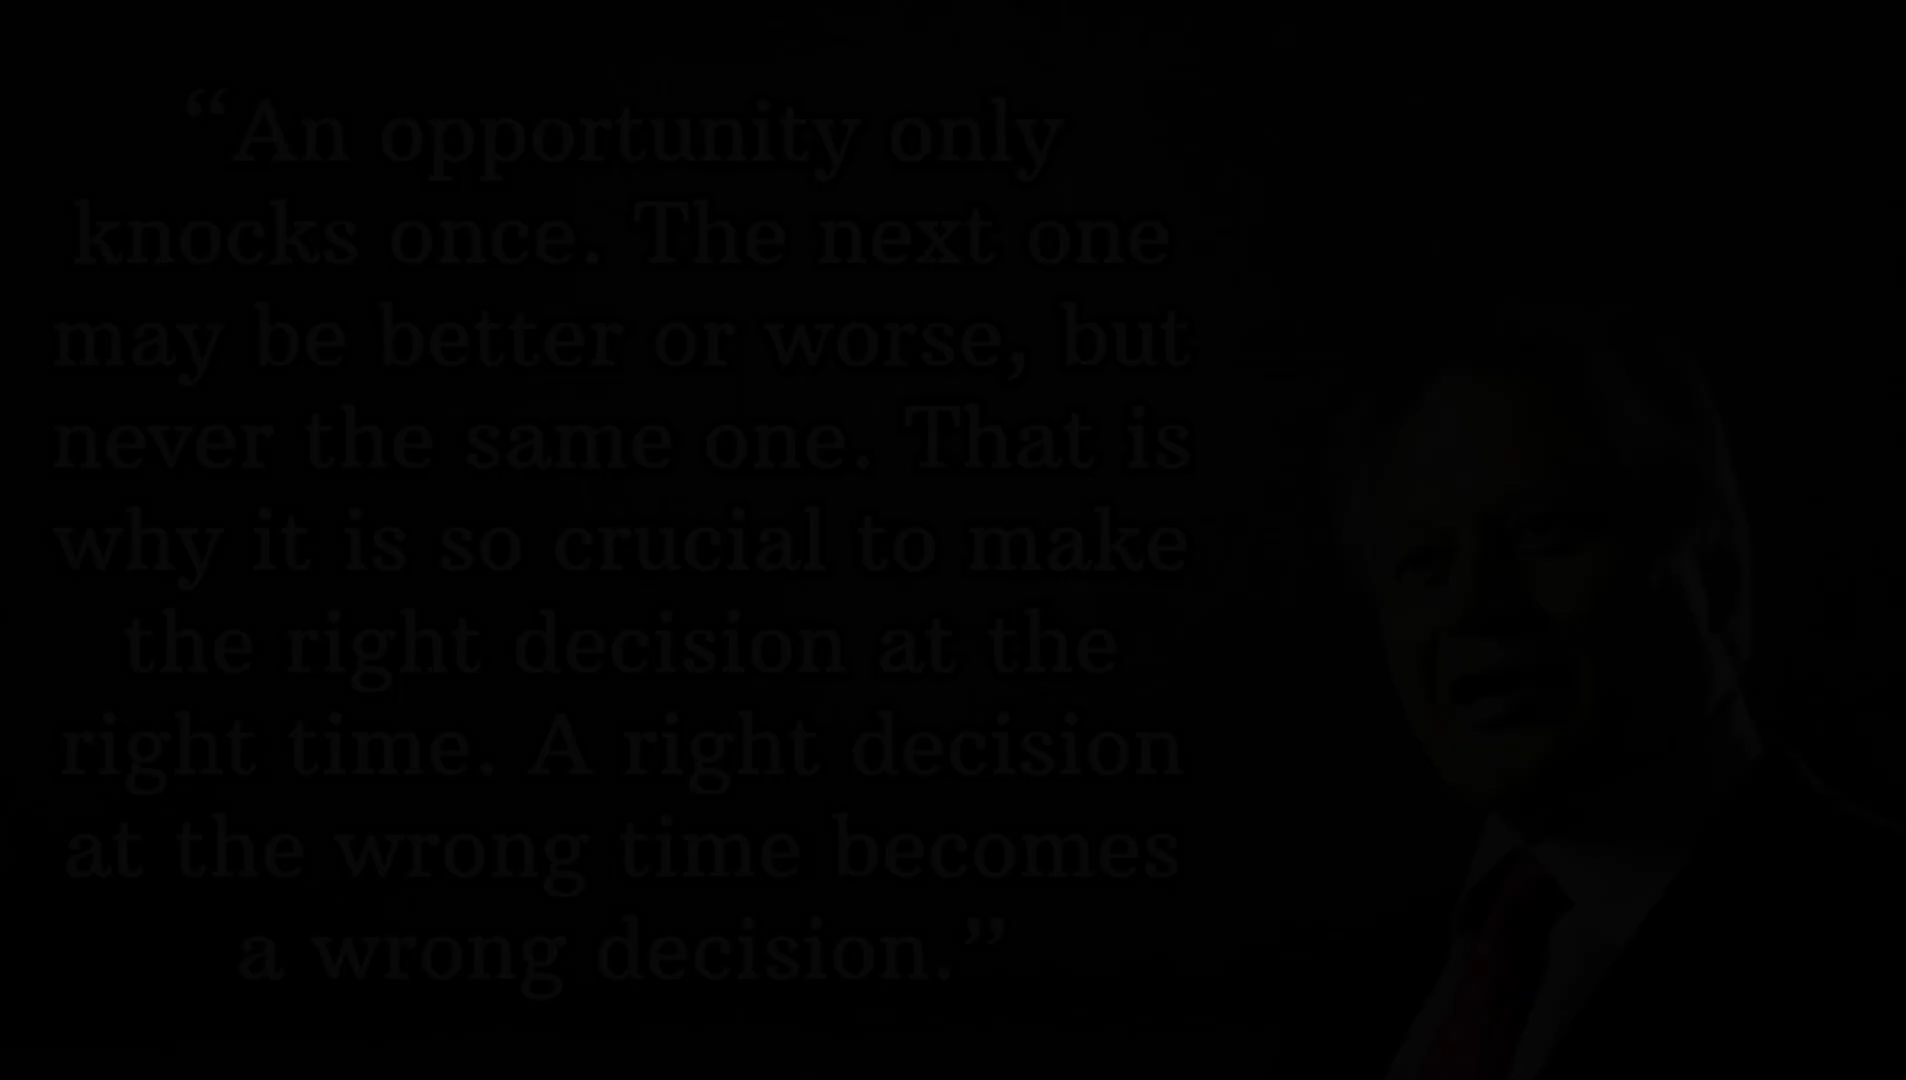 “An opportunity only
knocks once. The next one
may be better or worse, but
never the same one. That is
why it is so crucial to make
the right decision at the
right time. A right decision
at the wrong time becomes
a wrong decision.”